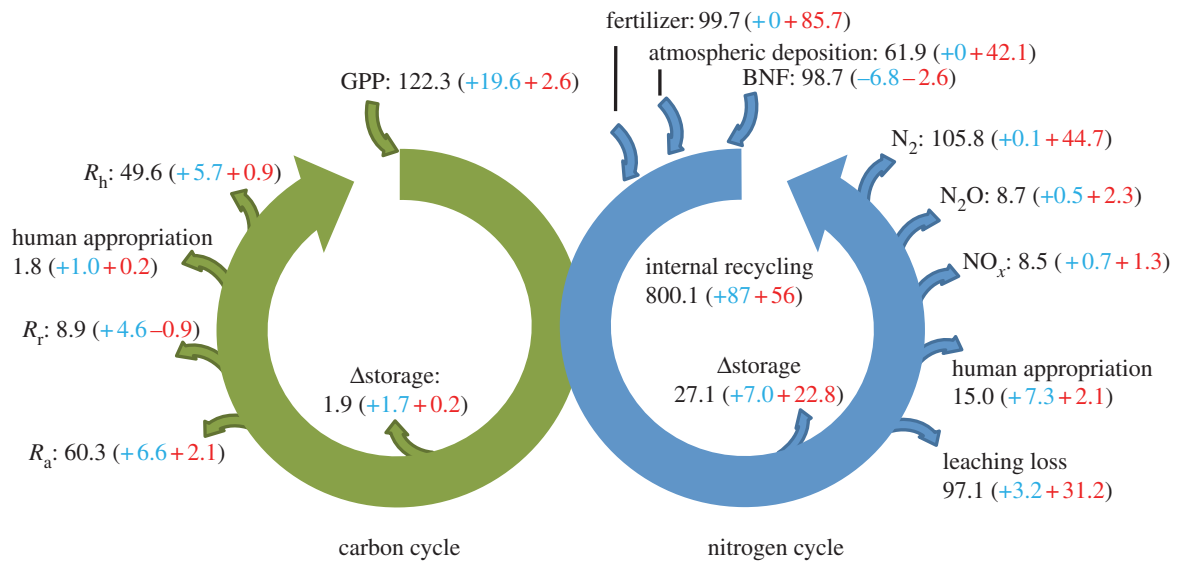 fertilizer: 99.7 (+0+85.7)
atmospheric deposition: 61.9 (+0+42.1)
BNF: 98.7 (–6.8–2.6)
GPP: 122.3 (+19.6+2.6)
Rh: 49.6 (+5.7+0.9)
human appropriation
1.8 (+1.0+0.2)
Rr: 8.9 (+4.6–0.9)
Ra: 60.3 (+6.6+2.1)
Δstorage:
1.9 (+1.7+0.2)
carbon cycle
internal recycling
800.1 (+87+56)
Δstorage
27.1 (+7.0+22.8)
N2: 105.8 (+0.1+44.7)
N2O: 8.7 (+0.5+2.3)
NOx: 8.5 (+0.7+1.3)
human appropriation
15.0 (+7.3+2.1)
leaching loss
97.1 (+3.2+31.2)
nitrogen cycle